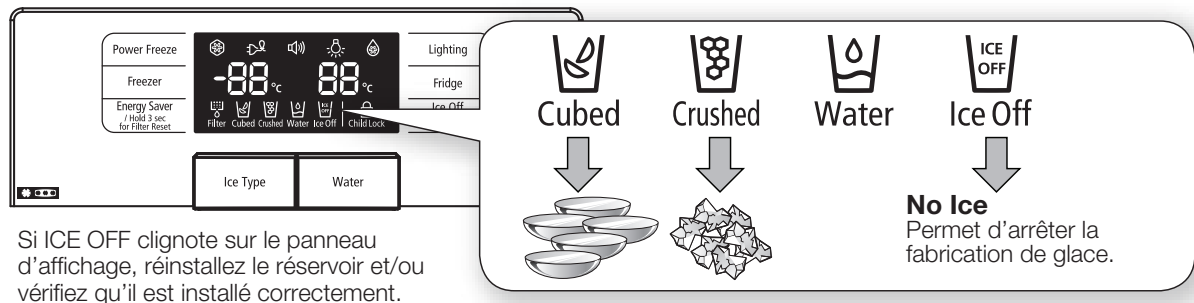 Power Freeze
Freezer
Energy Saver
/ Hold 3 sec
for Filter Reset
-88 °C
88 °C
Filter Cubed Crushed Water Ice Off Child Lock
Lighting
Fridge
Ice Off
Ice Type
Water
Cubed
Crushed
Water
ICE
OFF
Ice Off
No Ice
Permet d'arrêter la
fabrication de glace.
Si ICE OFF clignote sur le panneau
d'affichage, réinstallez le réservoir et/ou
vérifiez qu'il est installé correctement.